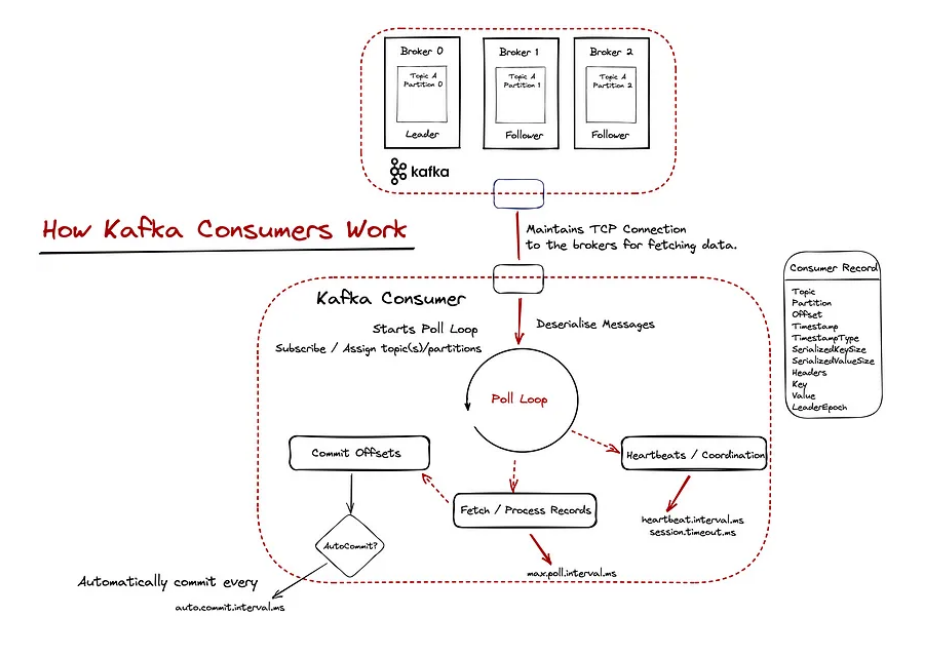 Broker 0
Topic A
Partition 0
Leader
Broker 1
Topic A
Partition 1
Follower
Broker 2
Topic A
Partition 2
Follower
kafka
How Kafka Consumers Work
Maintains TCP Connection
to the brokers for fetching data.
Kafka Consumer
Starts Poll Loop
Subscribe / Assign topic(s)/partitions
Deserialise Messages
Poll Loop
Commit Offsets
Heartbeats / Coordination
Fetch / Process Records
heartbeat.interval.ms
session.timeout.ms
AutoCommit?
max.poll.interval.ms
Automatically commit every
auto.commit.interval.ms
Consumer Record
Topic
Partition
Offset
Timestamp
TimestampType
SerializedKeySize
SerializedValueSize
Headers
Key
Value
LeaderEpoch